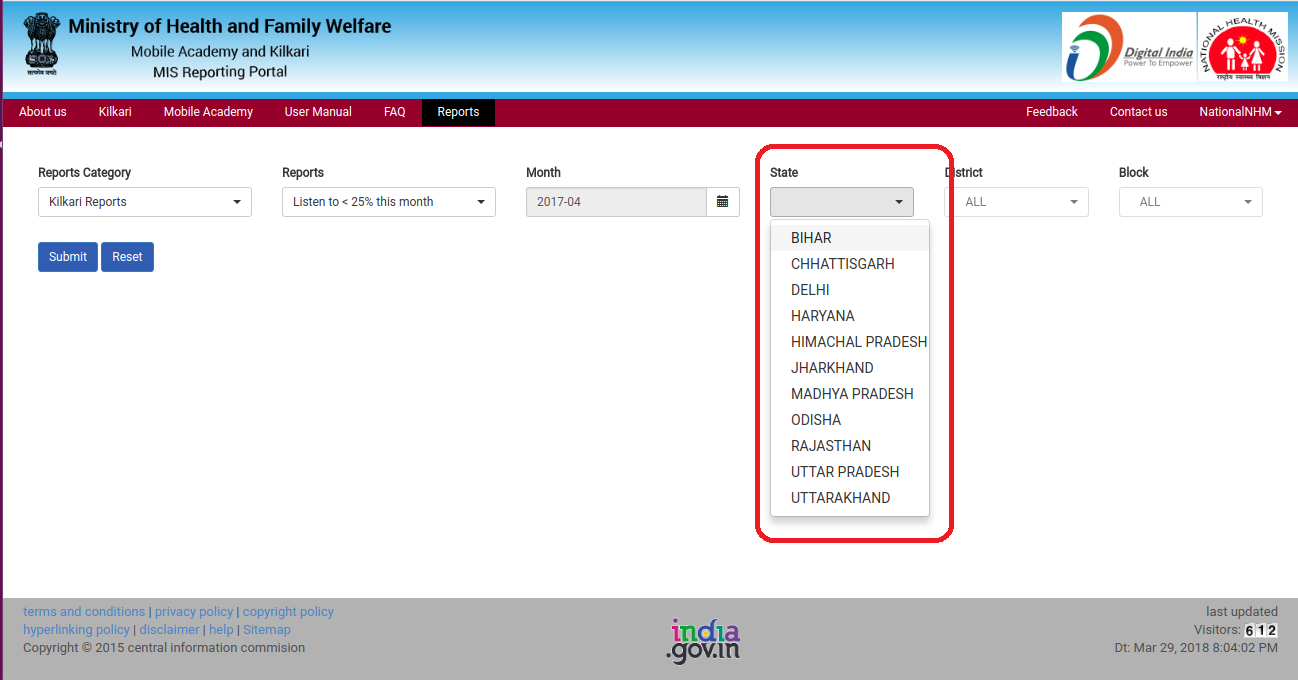 Ministry of Health and Family Welfare
Mobile Academy and Kilkari
MIS Reporting Portal
सत्यमेव जयते
Digital India
Power To Empower
NATIONAL HEALTH MISSION
राष्ट्रीय स्वास्थ्य मिशन
About us Kilkari Mobile Academy User Manual FAQ Reports Feedback Contact us NationalNHM
Reports Category Reports Month State District Block
Kilkari Reports Listen to < 25% this month 2017-04 ALL ALL
Submit Reset
BIHAR
CHHATTISGARH
DELHI
HARYANA
HIMACHAL PRADESH
JHARKHAND
MADHYA PRADESH
ODISHA
RAJASTHAN
UTTAR PRADESH
UTTARAKHAND
terms and conditions | privacy policy | copyright policy
hyperlinking policy | disclaimer | help | Sitemap
Copyright © 2015 central information commision
india
.gov.in
last updated
Visitors: 612
Dt: Mar 29, 2018 8:04:02 PM